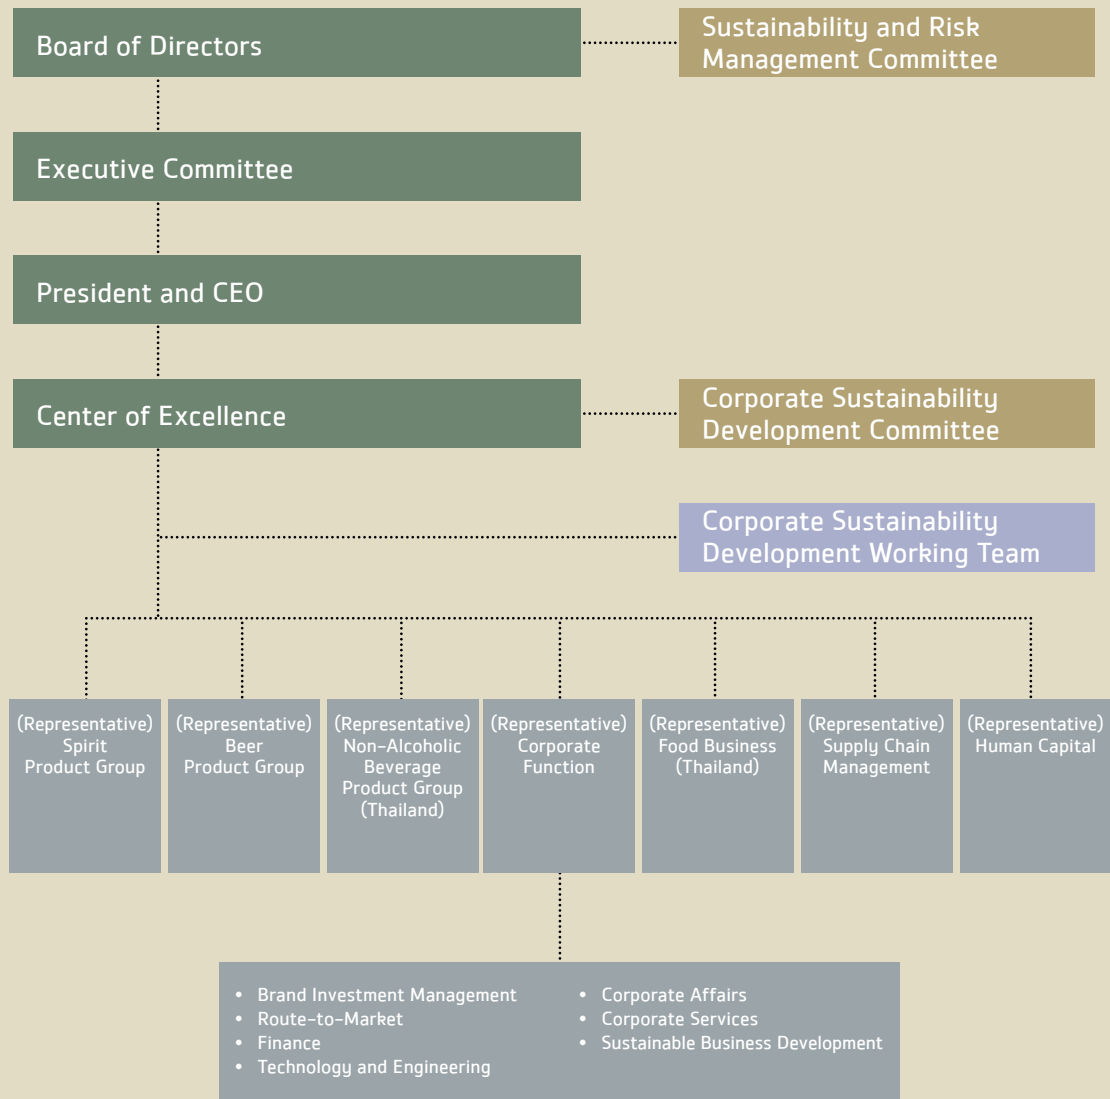 Board of Directors
Sustainability and Risk
Management Committee
Executive Committee
President and CEO
Center of Excellence
Corporate Sustainability
Development Committee
Corporate Sustainability
Development Working Team
(Representative)
Spirit
Product Group
(Representative)
Beer
Product Group
(Representative)
Non-Alcoholic
Beverage
Product Group
(Thailand)
(Representative)
Corporate
Function
(Representative)
Food Business
(Thailand)
(Representative)
Supply Chain
Management
(Representative)
Human Capital
• Brand Investment Management
• Route-to-Market
• Finance
• Technology and Engineering
• Corporate Affairs
• Corporate Services
• Sustainable Business Development